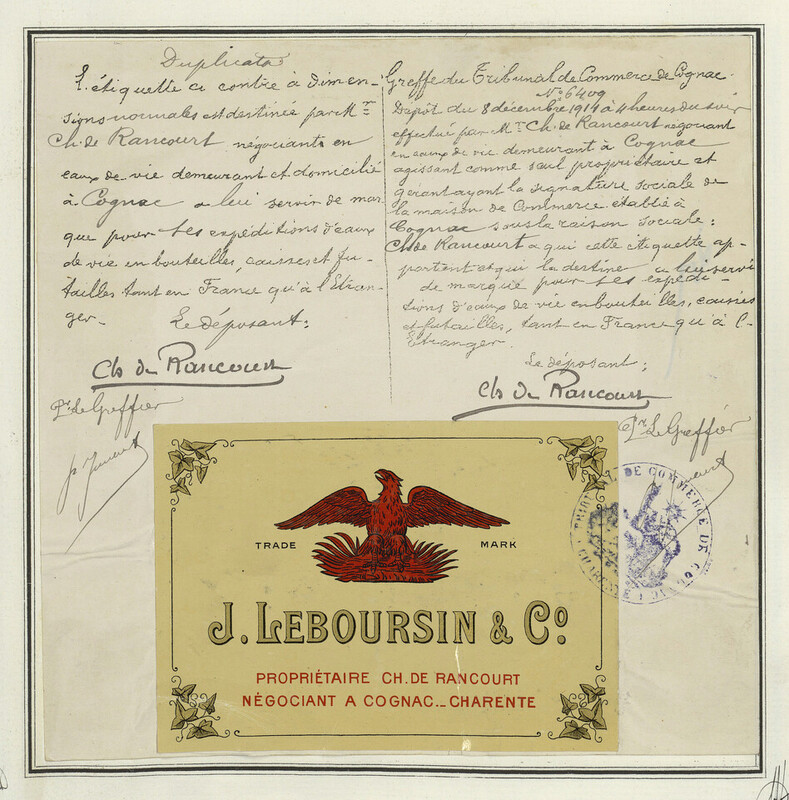 Duplicata
L'étiquette ci contre à dimen-
sions normales est destinée par Mr
Ch. de Rancourt négociant en
eaux de vie demeurant et domicilié
à Cognac a lui servir de mar
que pour ses expéditions d'eaux
de vie en bouteilles, caisses et fu-
tailles tant en France qu'à l'Etran-
ger.
Le déposant:
Ch de Rancourt
Pr Le Greffier
Greffe du Tribunal de Commerce de Cognac.
No 6409
Dépôt du 8 décembre 1914 à 4 heures du soir
effectué par Mr Ch. de Rancourt négociant
en eaux de vie demeurant à Cognac
agissant comme seul propriétaire et
gérant ayant la signature sociale de
la maison de Commerce établie à
Cognac sous la raison sociale:
Ch de Rancourt a qui cette étiquette ap-
partient et qui la destine a lui servir
de marque pour ses expédi-
tions d'eaux de vie en bouteilles, caisses
et futailles, tant en France qu'à l'
Etranger.
Le déposant:
Ch de Rancourt
Pr Le Greffier
TRIBUNAL DE COMMERCE DE COGNAC
CHARENTE
TRADE MARK
J. LEBOURSIN & Co.
PROPRIÉTAIRE CH. DE RANCOURT
NÉGOCIANT A COGNAC_CHARENTE